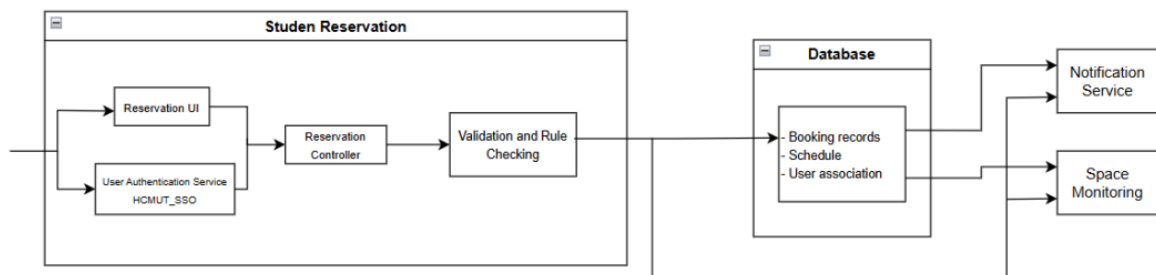 Studen Reservation
Reservation UI
User Authentication Service
HCMUT_SSO
Reservation
Controller
Validation and Rule
Checking
Database
- Booking records
- Schedule
- User association
Notification
Service
Space
Monitoring